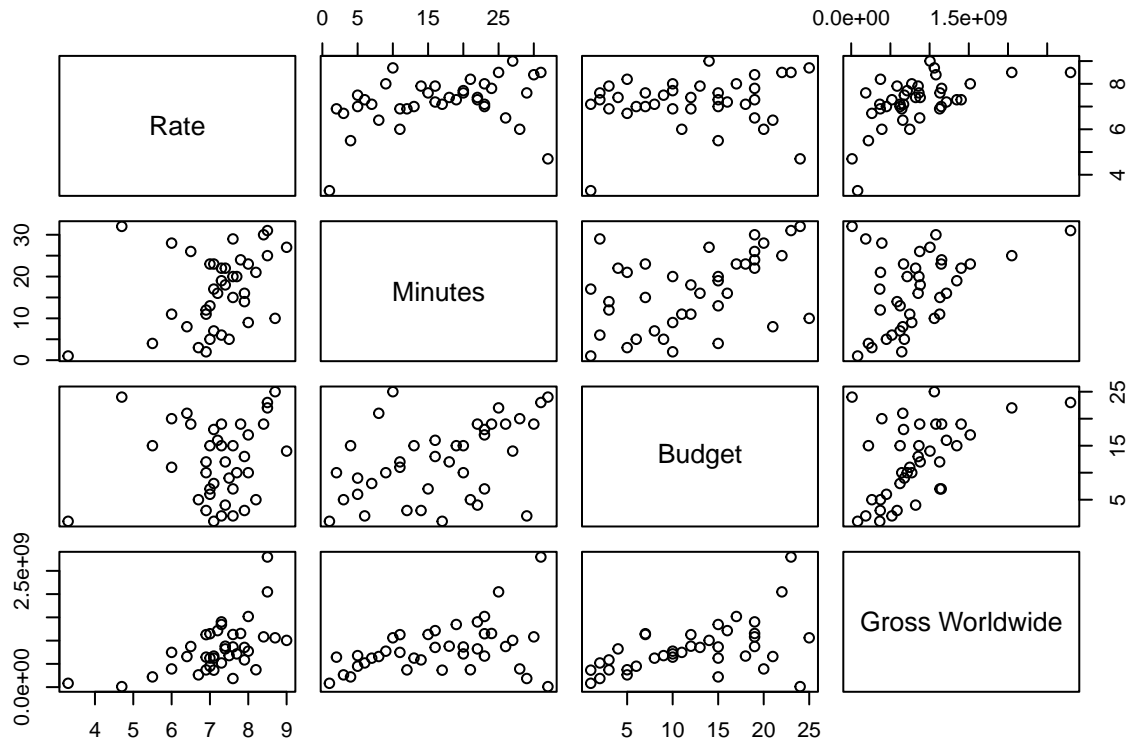 0 5 15 25
0.0e+00 1.5e+09
Rate
4 6 8
0 10 20 30
Minutes
Budget
5 15 25
0.0e+00 2.5e+09
Gross Worldwide
4 5 6 7 8 9
5 10 15 20 25